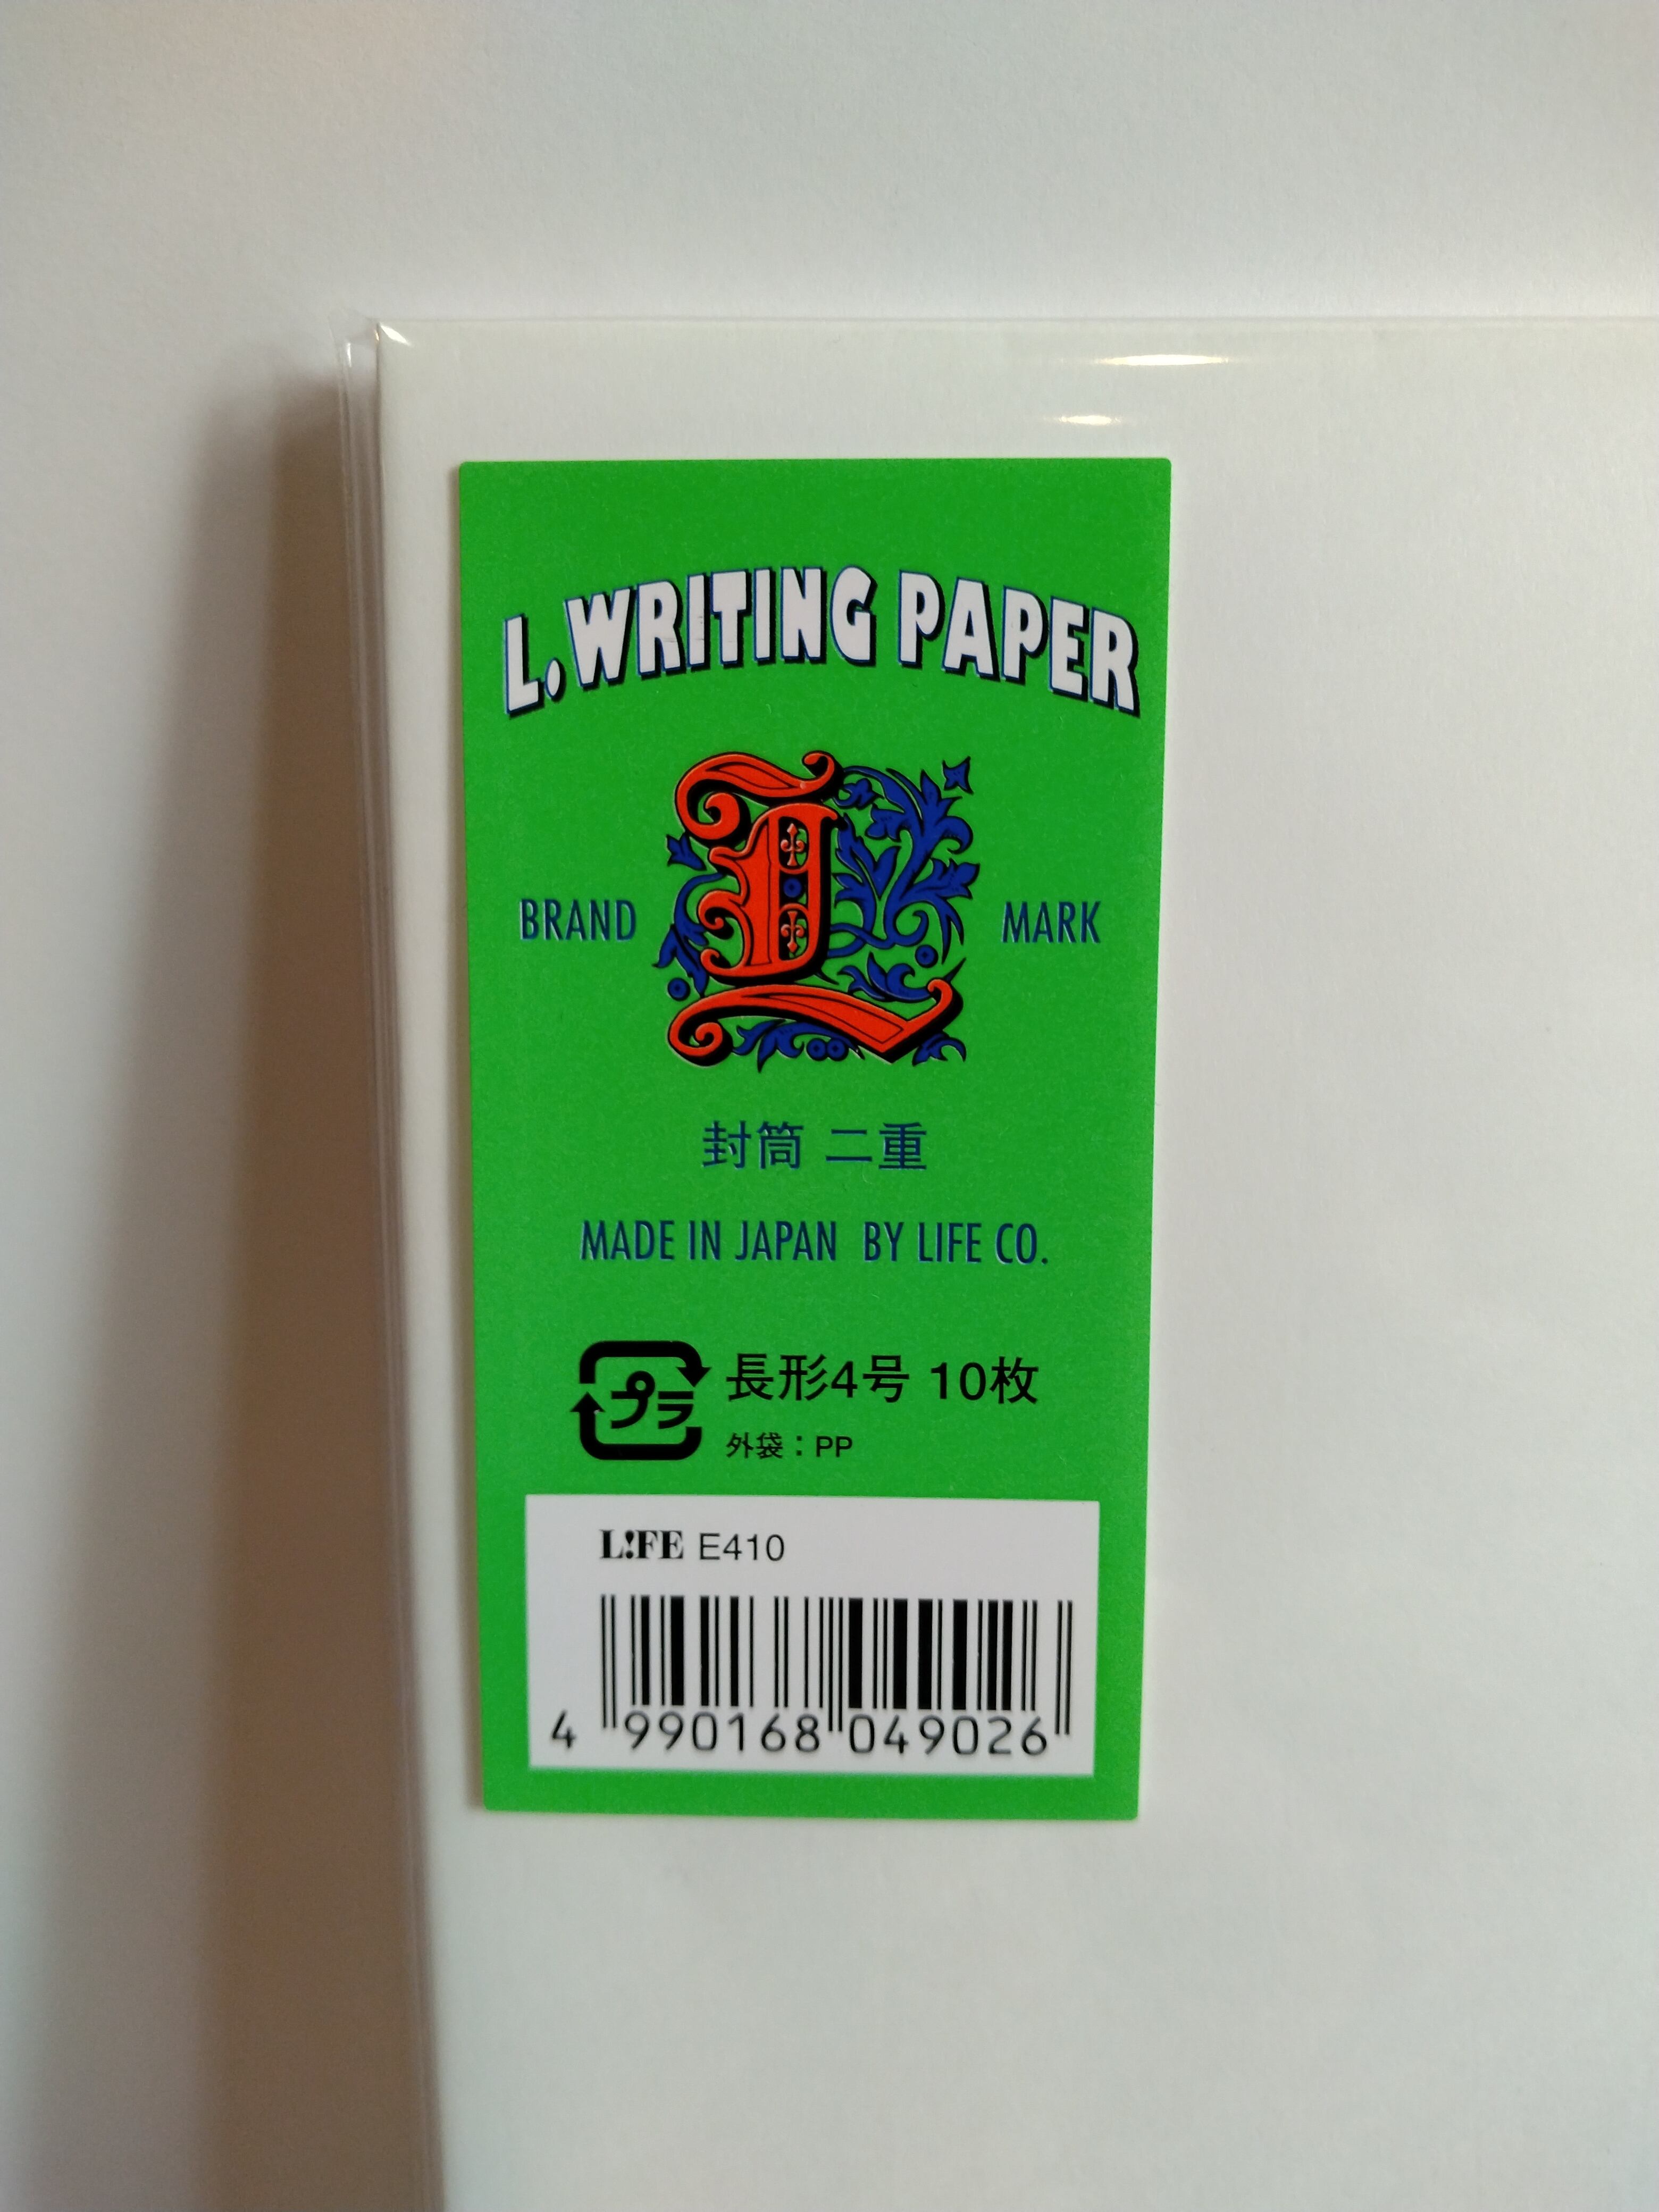 L.WRITING PAPER
BRAND L MARK
封筒 二重
MADE IN JAPAN BY LIFE CO.
プラ 長形4号 10枚
外袋：PP
L!FE E410
4 990168 049026